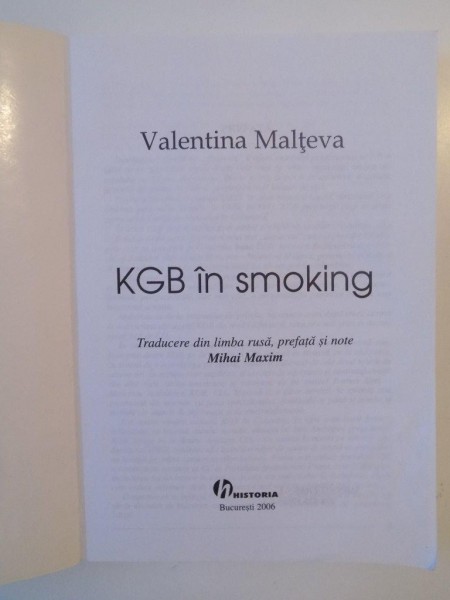 Valentina Malţeva
KGB în smoking
Traducere din limba rusă, prefaţă şi note
Mihai Maxim
HISTORIA
Bucureşti 2006